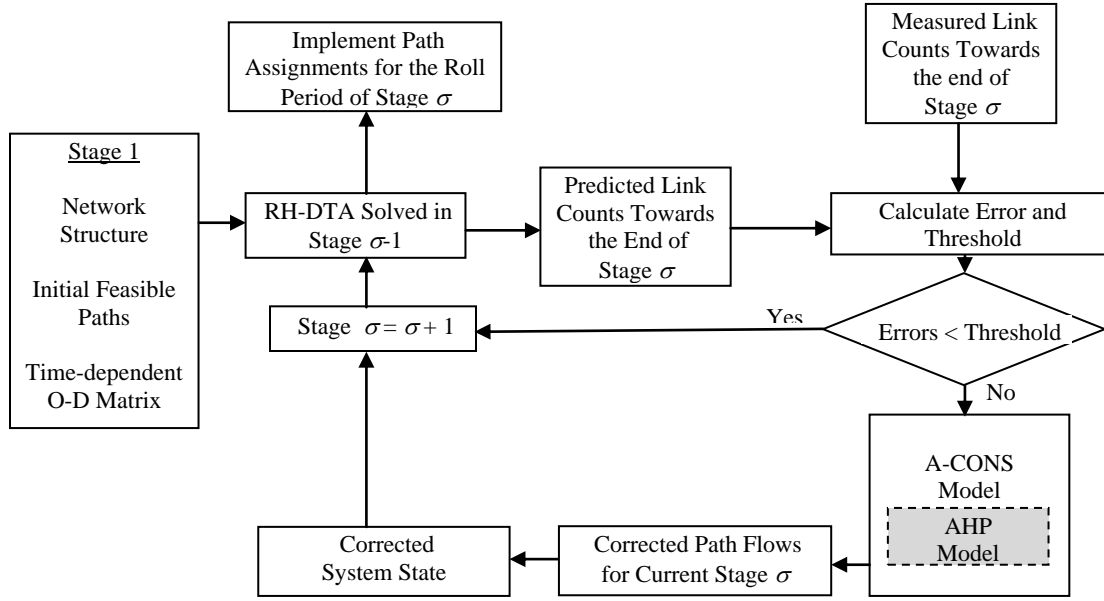 Implement Path
Assignments for the Roll
Period of Stage σ
Measured Link
Counts Towards
the end of
Stage σ
Stage 1
Network
Structure
Initial Feasible
Paths
Time-dependent
O-D Matrix
RH-DTA Solved in
Stage σ-1
Predicted Link
Counts Towards
the End of
Stage σ
Calculate Error and
Threshold
Stage σ = σ + 1
Yes
Errors < Threshold
No
A-CONS
Model
AHP
Model
Corrected Path Flows
for Current Stage σ
Corrected
System State